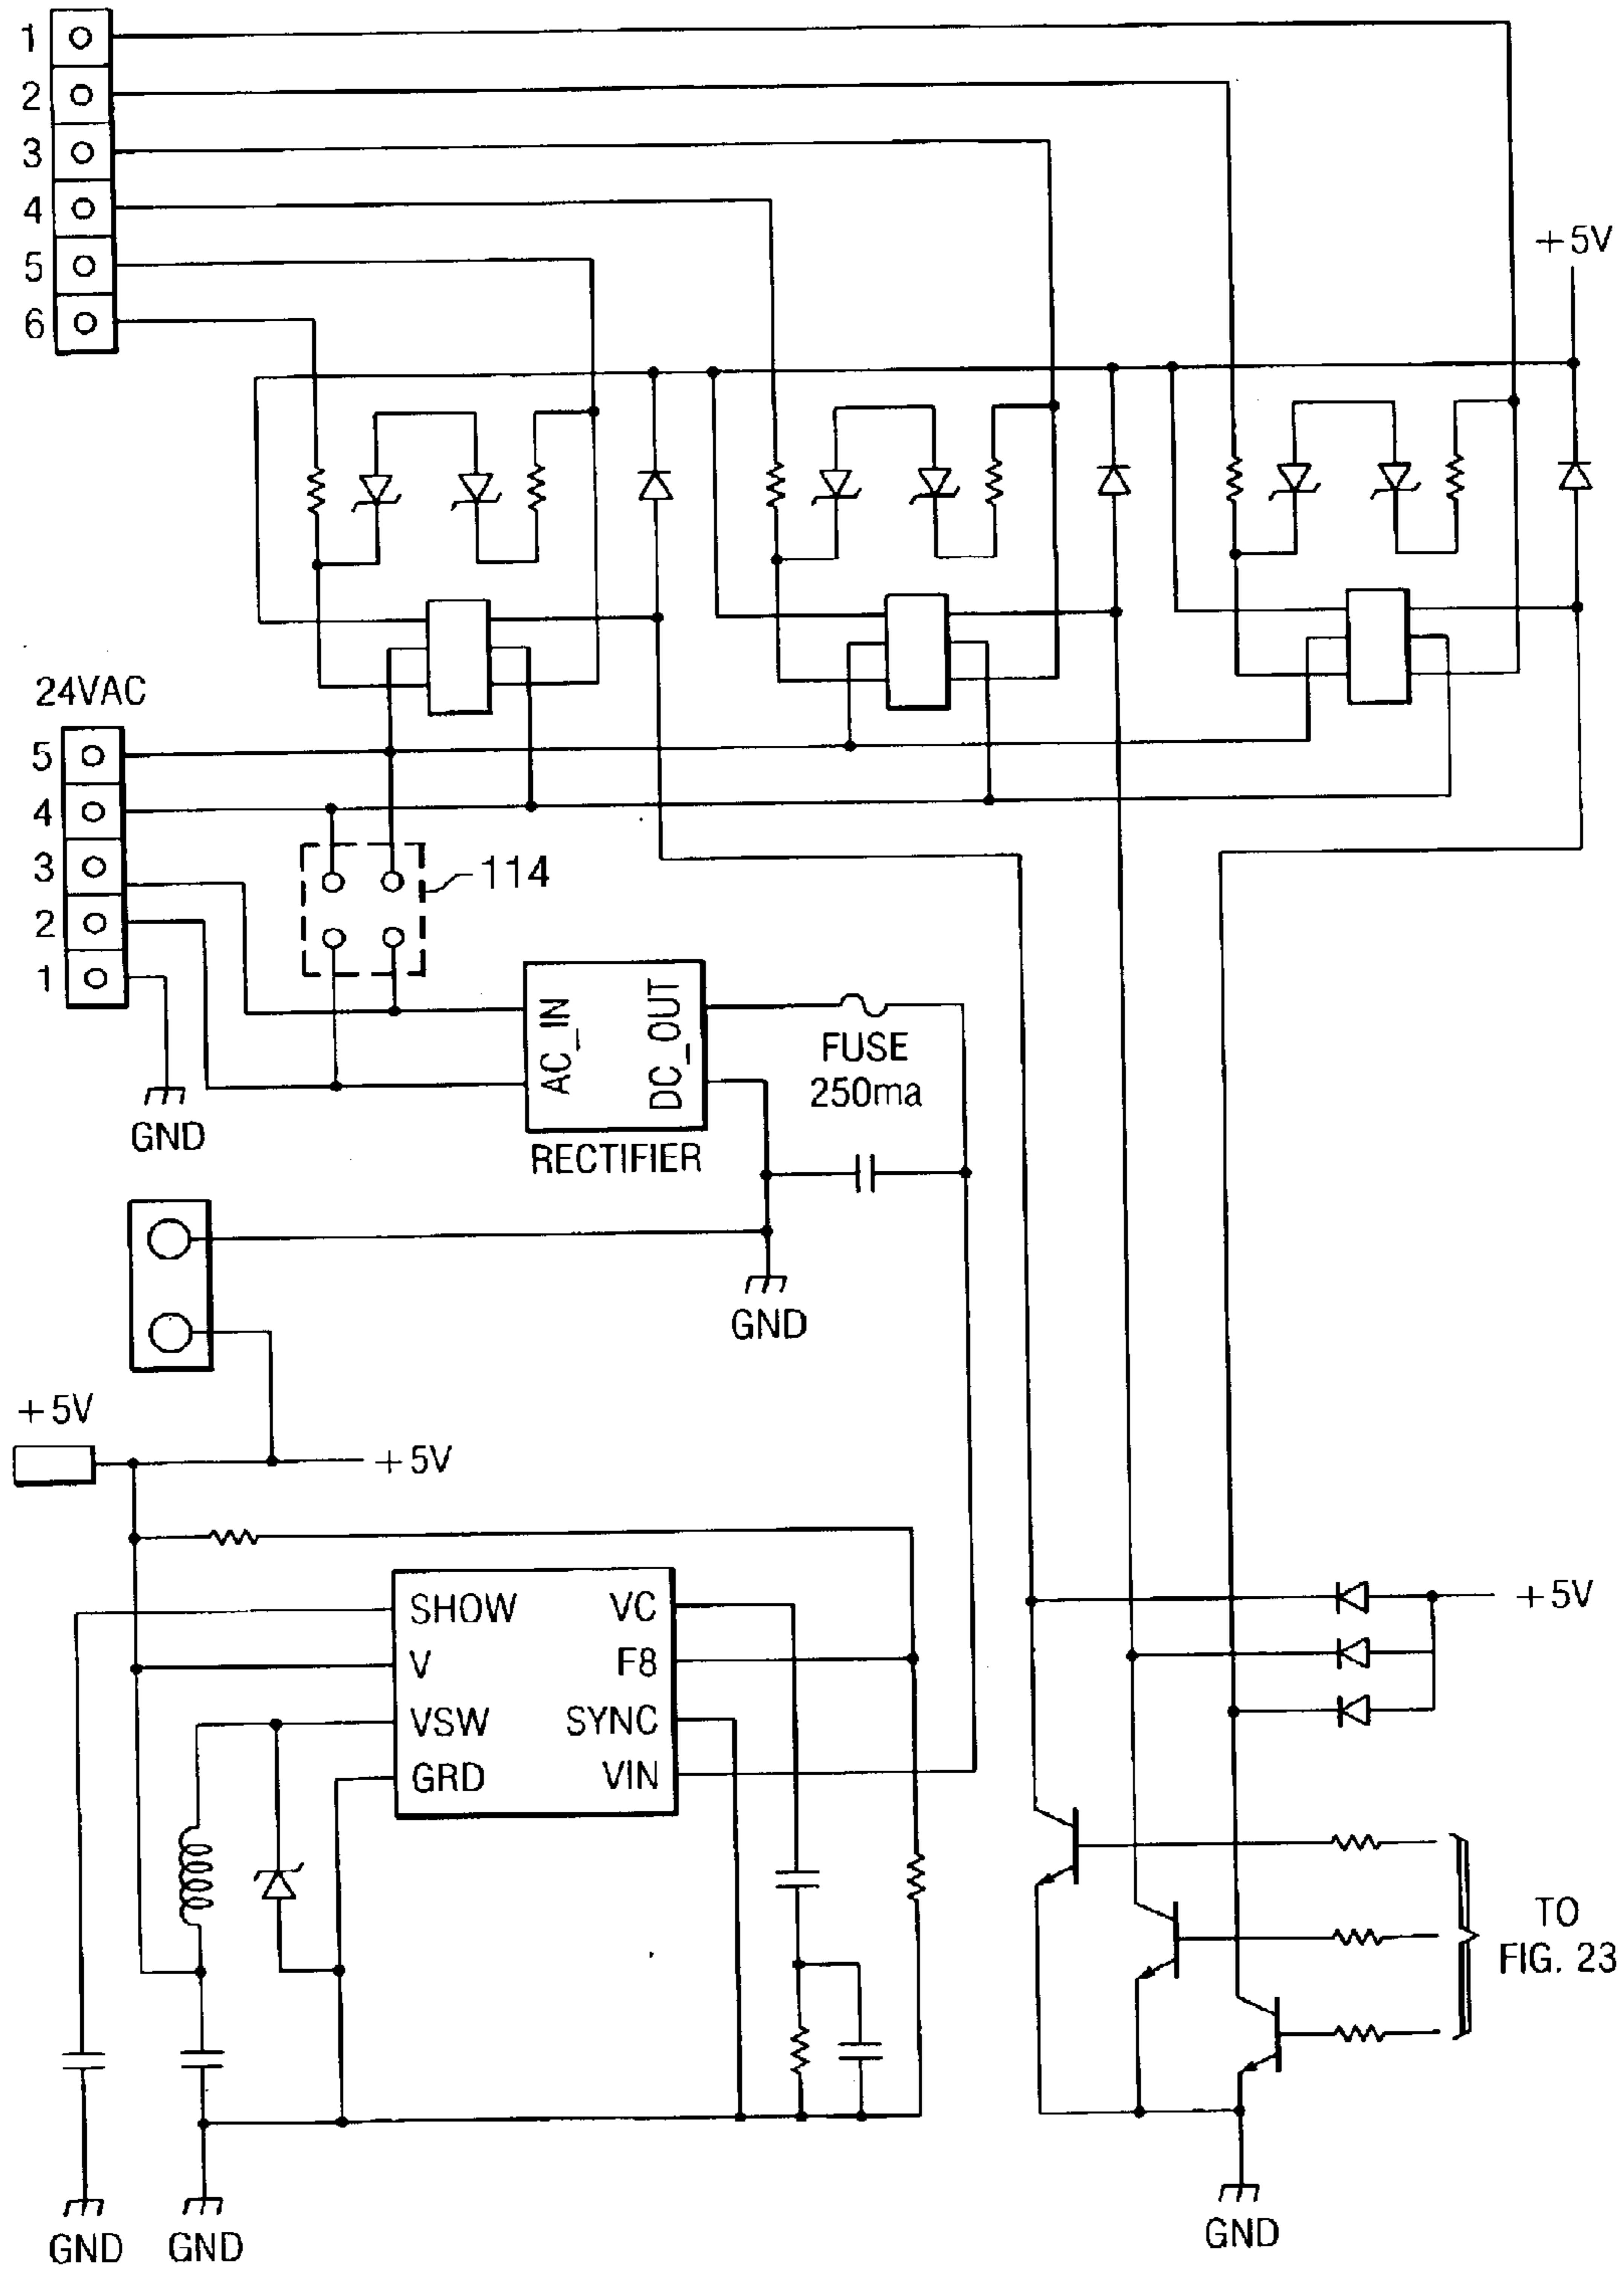 1
2
3
4
5
6
+5V
24VAC
5
4
3
2
1
114
GND
AC_IN
DC_OUT
RECTIFIER
FUSE
250ma
GND
+5V
+5V
SHOW
V
VSW
GRD
VC
F8
SYNC
VIN
+5V
TO
FIG. 23
GND
GND
GND